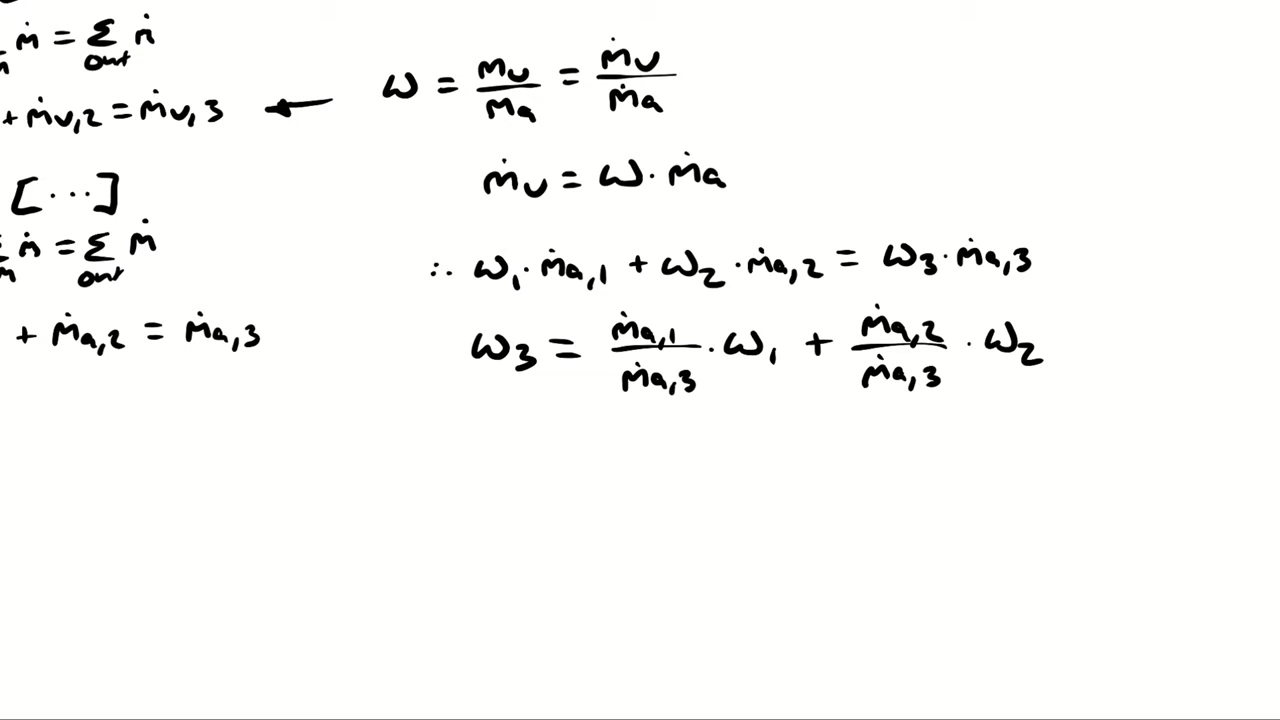 ṁ = Σ ṁ
out
+ ṁv,2 = ṁv,3 ←
[...]
ṁ = Σ ṁ
out
+ ṁa,2 = ṁa,3
ω = mv/ma = ṁv/ṁa
ṁv = ω · ṁa
∴ ω1 · ṁa,1 + ω2 · ṁa,2 = ω3 · ṁa,3
ω3 = ṁa,1/ṁa,3 · ω1 + ṁa,2/ṁa,3 · ω2